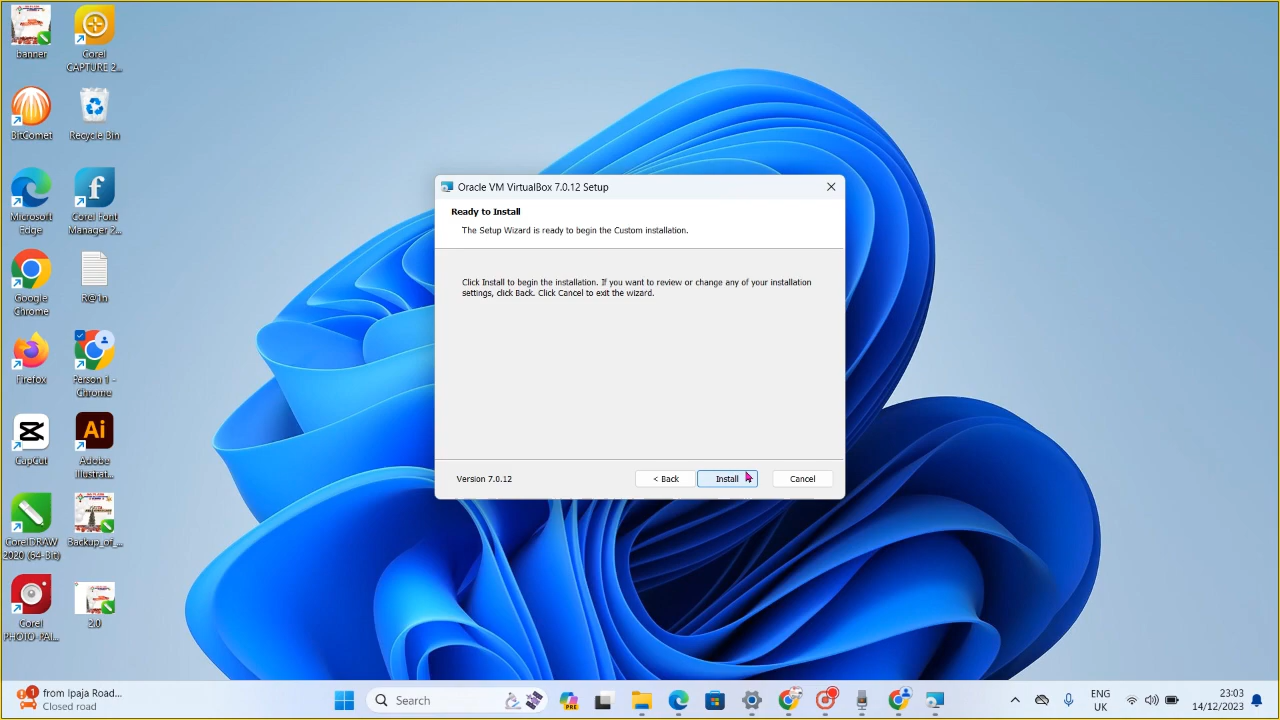 banner
Corel
CAPTURE 2...
BitComet
Recycle Bin
Microsoft
Edge
Corel Font
Manager 2...
Google
Chrome
R@1n
Firefox
Person 1 -
Chrome
CapCut
Ai
Adobe
Illustrat...
CorelDRAW
2020 (64-Bit)
Backup_of_...
Corel
PHOTO-PAI...
2.0
Oracle VM VirtualBox 7.0.12 Setup
Ready to Install
The Setup Wizard is ready to begin the Custom installation.
Click Install to begin the installation. If you want to review or change any of your installation
settings, click Back. Click Cancel to exit the wizard.
Version 7.0.12
< Back
Install
Cancel
1
from Ipaja Road...
Closed road
Search
PRE
ENG
UK
23:03
14/12/2023